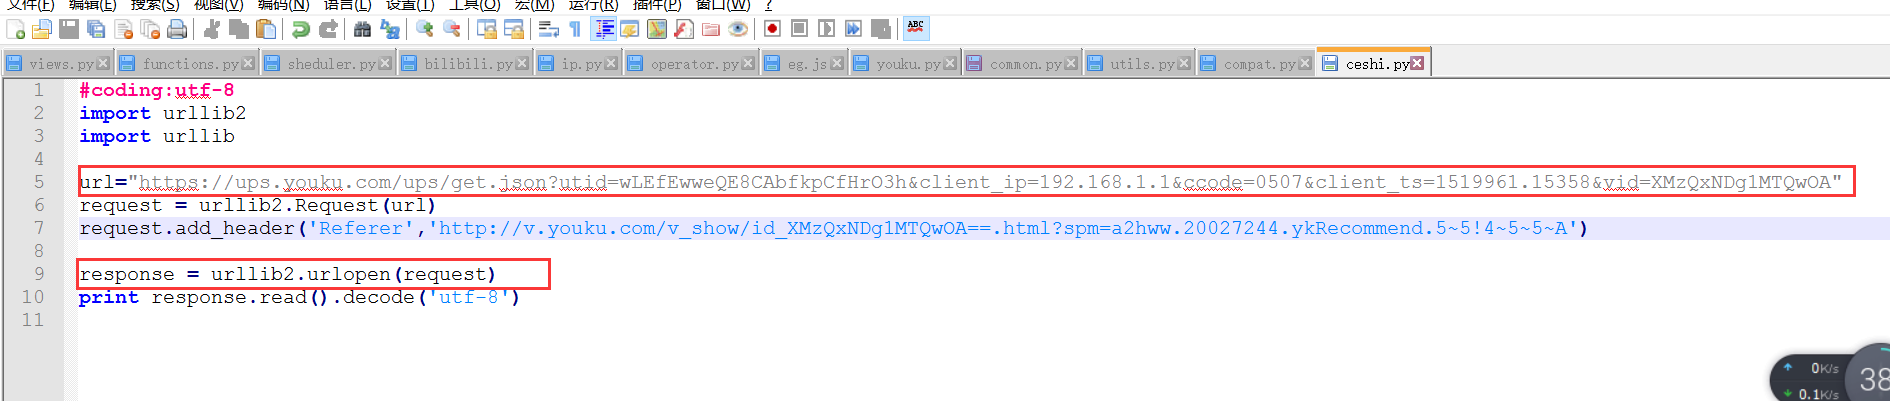 文件(F) 编辑(E) 搜索(S) 视图(V) 编码(N) 语言(L) 设置(T) 工具(O) 宏(M) 运行(R) 插件(P) 窗口(W) ?
ABC
views.py functions.py sheduler.py bilibili.py ip.py operator.py eg.js youku.py common.py utils.py compat.py ceshi.py
1 #coding:utf-8
2 import urllib2
3 import urllib
4
5 url="https://ups.youku.com/ups/get.json?utid=wLEfEwweQE8CAbfkpCfHrO3h&client_ip=192.168.1.1&ccode=0507&client_ts=1519961.15358&vid=XMzQxNDg1MTQwOA"
6 request = urllib2.Request(url)
7 request.add_header('Referer','http://v.youku.com/v_show/id_XMzQxNDg1MTQwOA==.html?spm=a2hww.20027244.ykRecommend.5~5!4~5~5~A')
8
9 response = urllib2.urlopen(request)
10 print response.read().decode('utf-8')
11
0K/s
0.1K/s
38